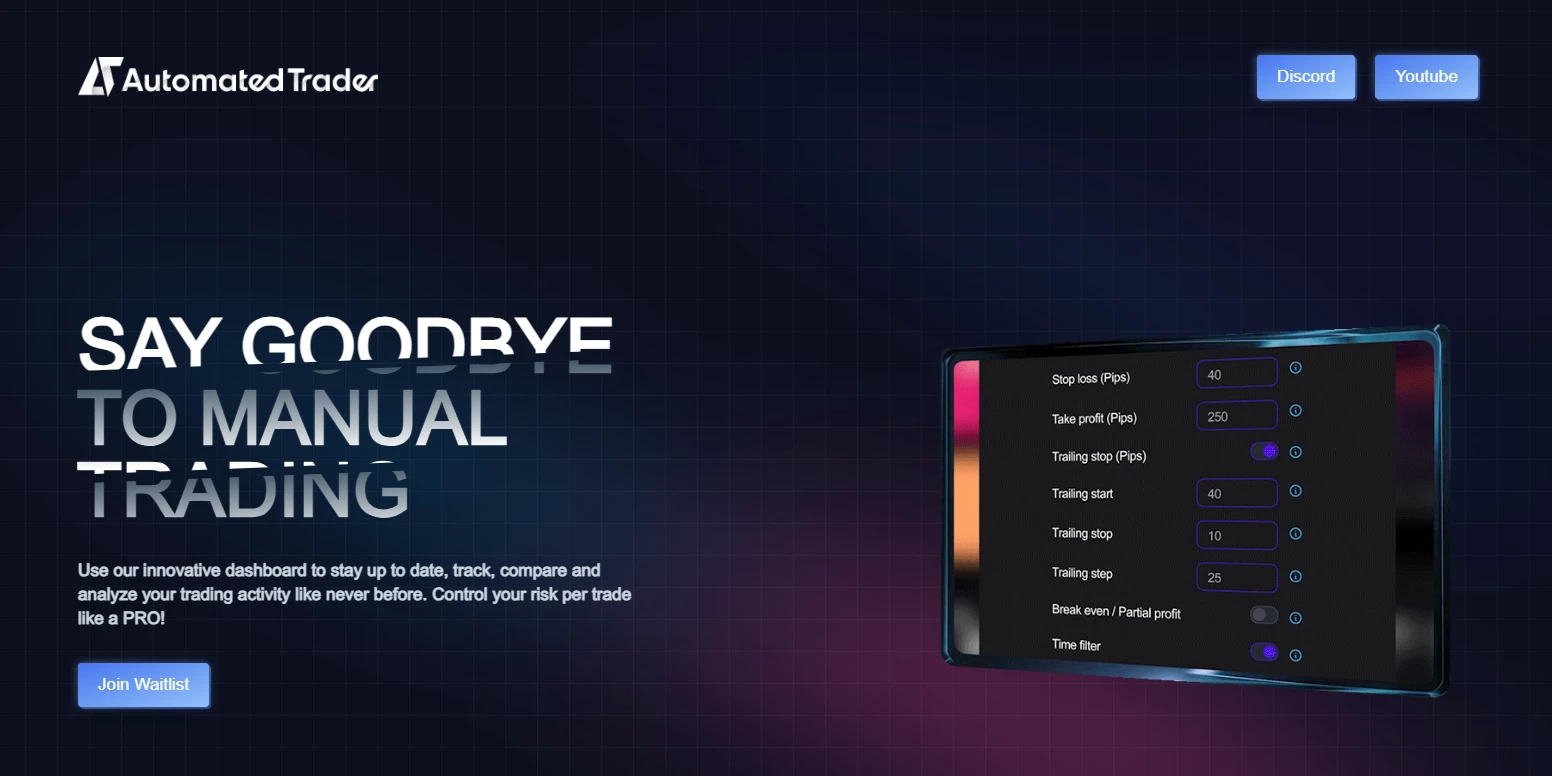 Automated Trader
Discord
Youtube
SAY GOODBYE
TO MANUAL
TRADING
Use our innovative dashboard to stay up to date, track, compare and
analyze your trading activity like never before. Control your risk per trade
like a PRO!
Join Waitlist
Stop loss (Pips)
40
Take profit (Pips)
250
Trailing stop (Pips)
Trailing start
40
Trailing stop
10
Trailing step
25
Break even / Partial profit
Time filter